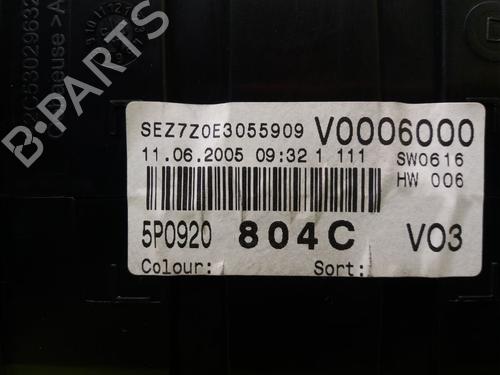 SEZ7Z0E3055909 V0006000
11.06.2005 09:32 1 111 SW0616
HW 006
5P0920 804C V03
Colour: Sort:
B-PARTS